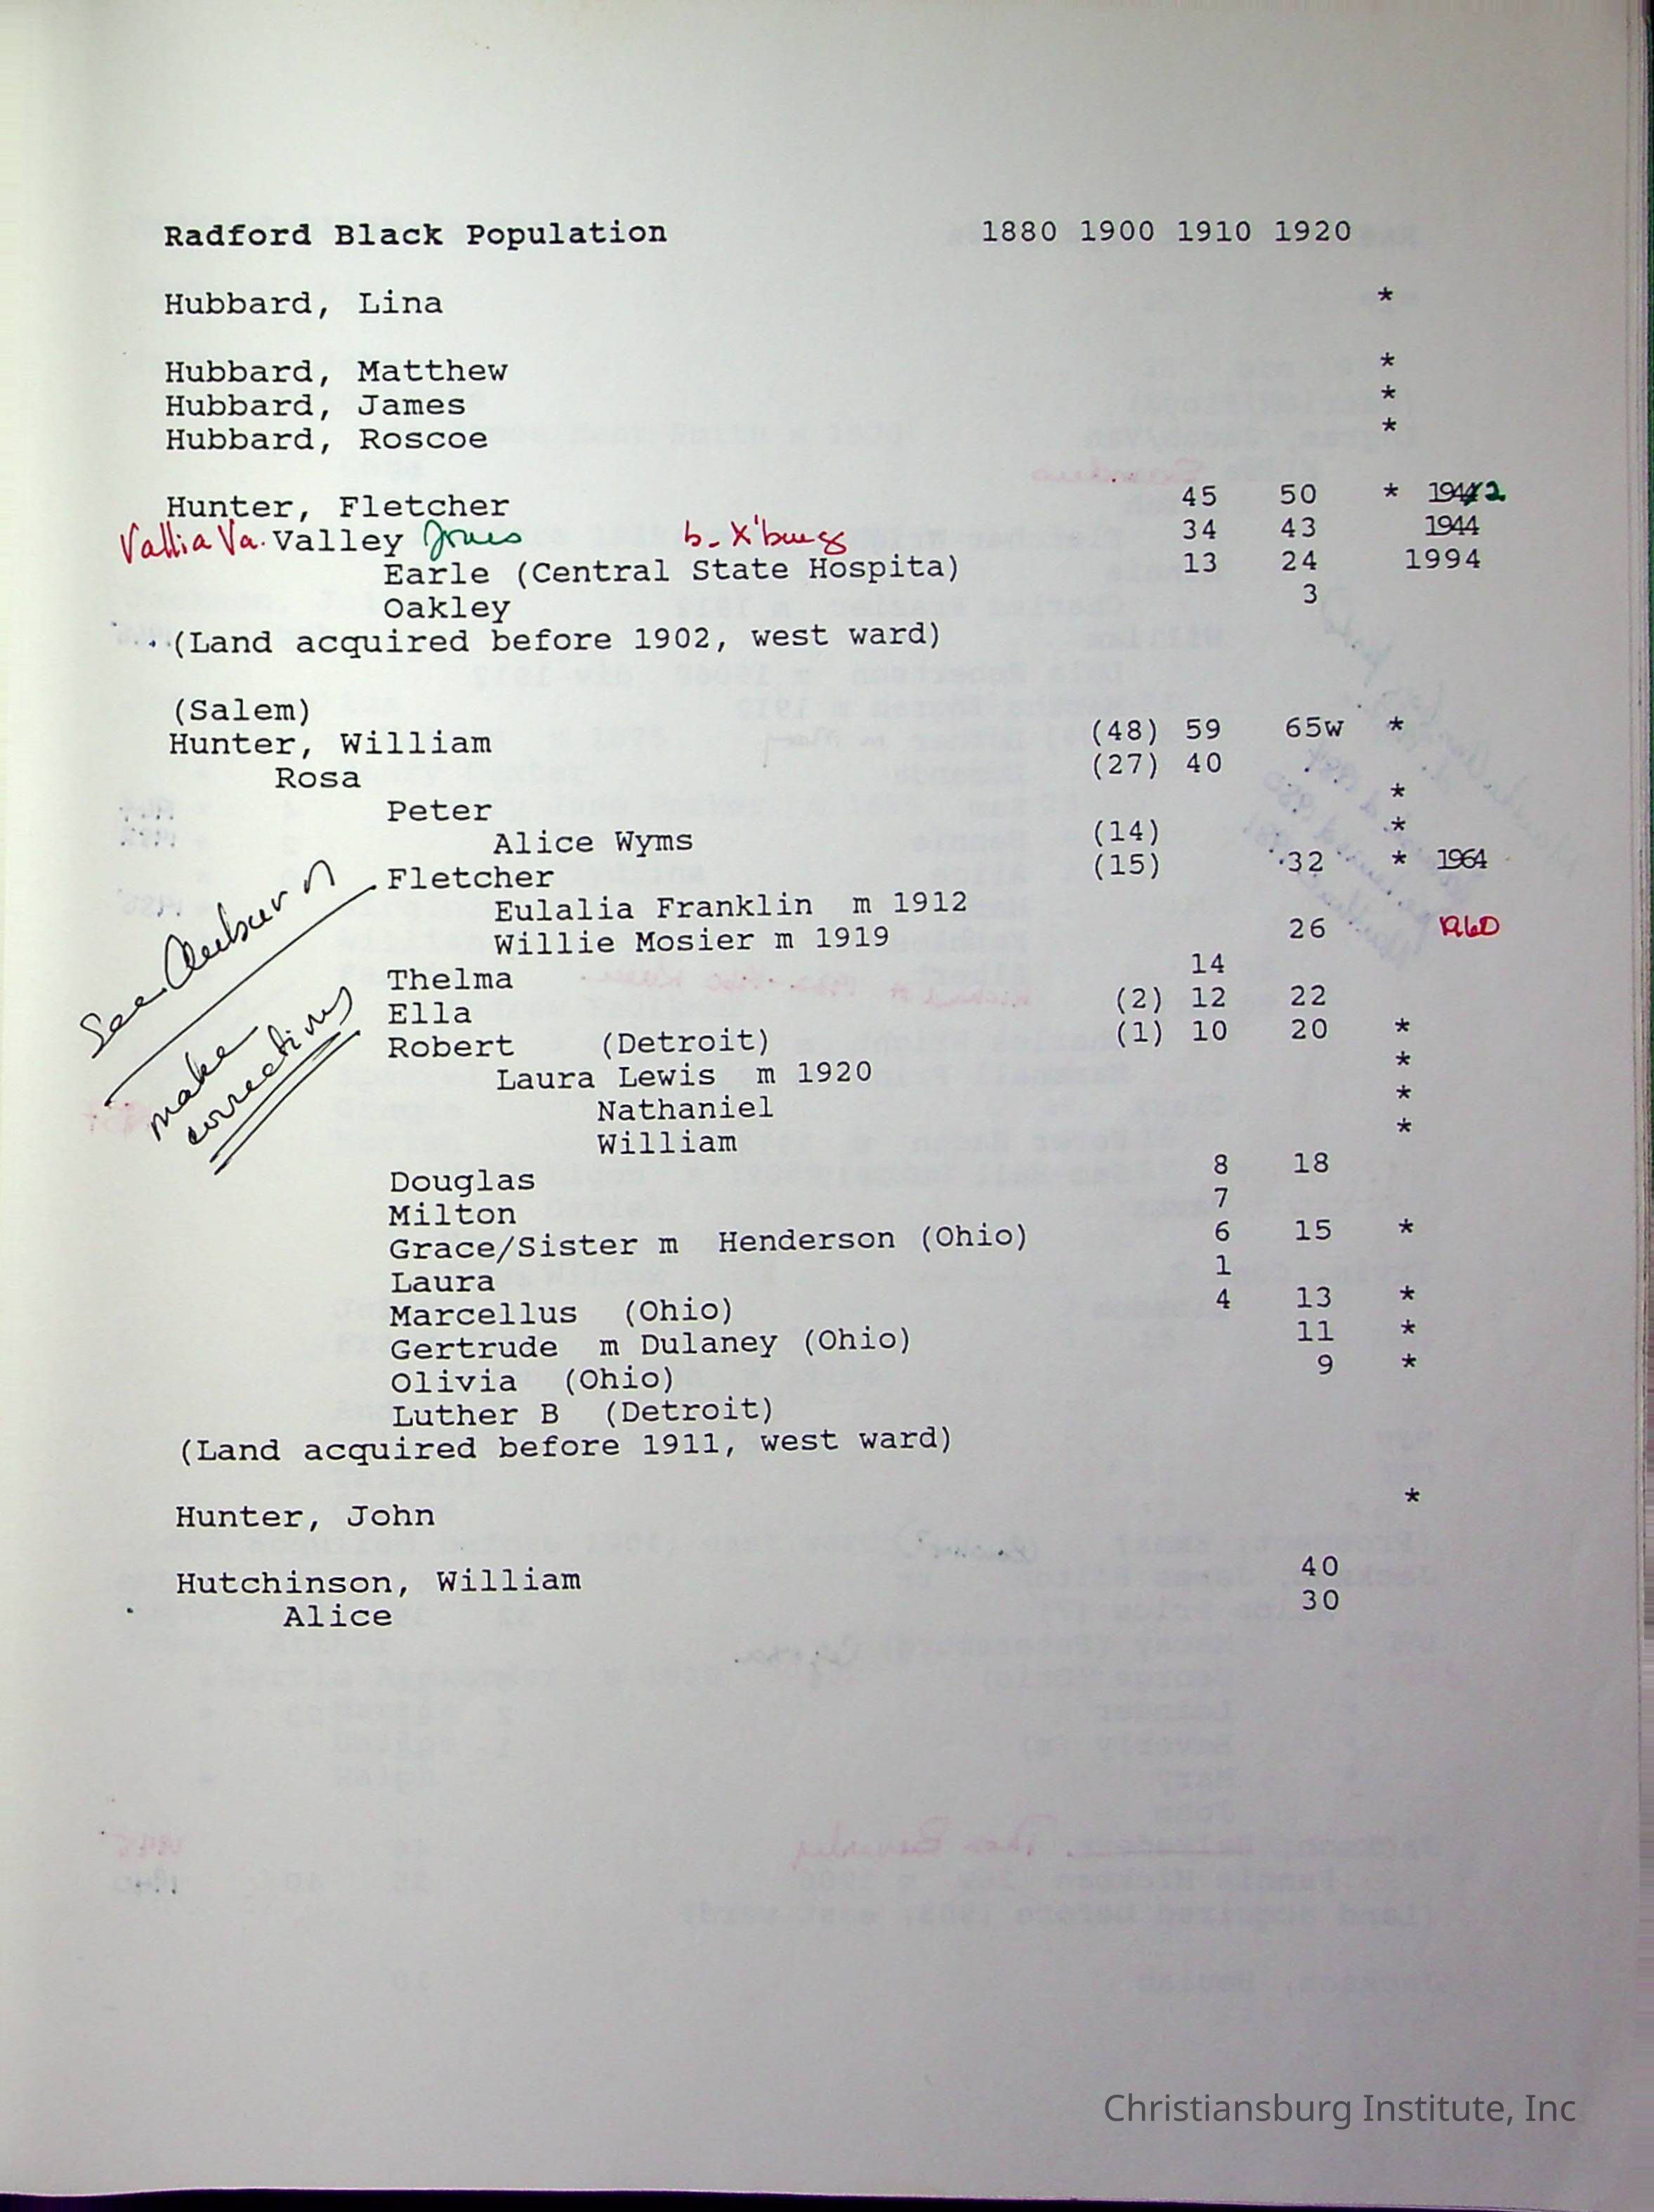 Radford Black Population 1880 1900 1910 1920
Hubbard, Lina *
Hubbard, Matthew *
Hubbard, James *
Hubbard, Roscoe *
Hunter, Fletcher 45 50 * 1942
Vallia Va. Valley Jones b. X'burg 34 43 1944
Earle (Central State Hospita) 13 24 1994
Oakley 3
(Land acquired before 1902, west ward)
(Salem)
Hunter, William (48) 59 65w *
Rosa (27) 40
Peter *
Alice Wyms (14) *
Fletcher (15) 32 * 1964
Eulalia Franklin m 1912
Willie Mosier m 1919 26 1960
Thelma 14
Ella (2) 12 22
Robert (Detroit) (1) 10 20 *
Laura Lewis m 1920 *
Nathaniel *
William *
Douglas 8 18
Milton 7
Grace/Sister m Henderson (Ohio) 6 15 *
Laura 1
Marcellus (Ohio) 4 13 *
Gertrude m Dulaney (Ohio) 11 *
Olivia (Ohio) 9 *
Luther B (Detroit)
(Land acquired before 1911, west ward)
Hunter, John *
Hutchinson, William 40
Alice 30
See Auburn
make
corrections
Christiansburg Institute, Inc